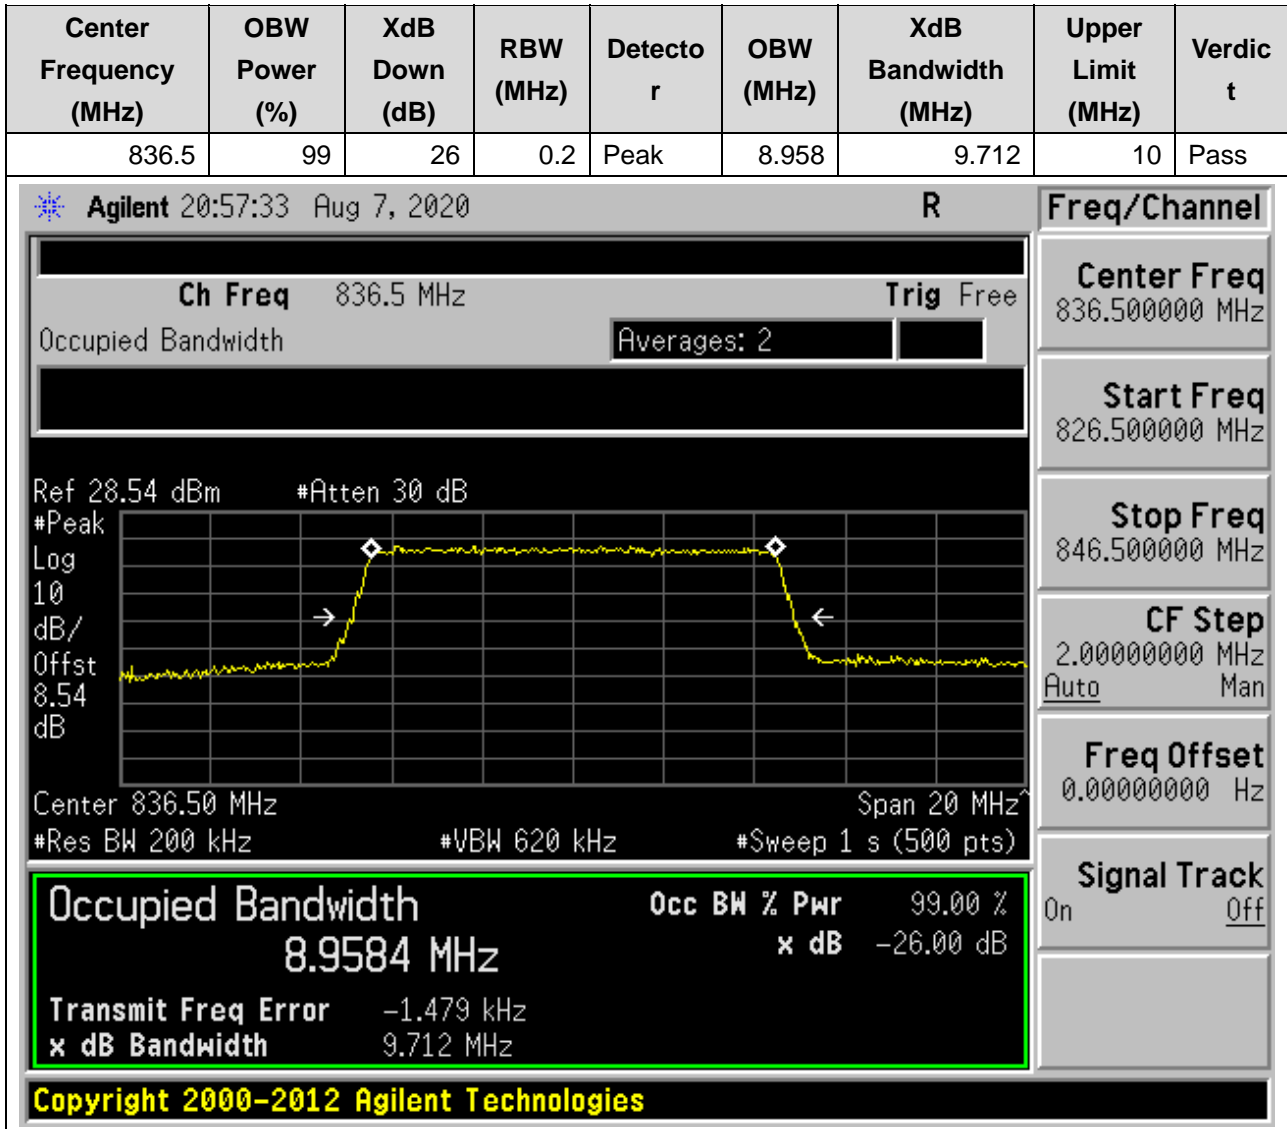 Center Frequency (MHz) OBW Power (%) XdB Down (dB) RBW (MHz) Detecto r OBW (MHz) XdB Bandwidth (MHz) Upper Limit (MHz) Verdic t
836.5 99 26 0.2 Peak 8.958 9.712 10 Pass
Agilent 20:57:33 Aug 7, 2020 R
Ch Freq 836.5 MHz Trig Free
Occupied Bandwidth Averages: 2
Ref 28.54 dBm #Atten 30 dB
#Peak
Log
10
dB/
Offst
8.54
dB
Center 836.50 MHz Span 20 MHz^
#Res BW 200 kHz #VBW 620 kHz #Sweep 1 s (500 pts)
Occupied Bandwidth Occ BW % Pwr 99.00 %
8.9584 MHz x dB -26.00 dB
Transmit Freq Error -1.479 kHz
x dB Bandwidth 9.712 MHz
Copyright 2000-2012 Agilent Technologies
Freq/Channel
Center Freq
836.500000 MHz
Start Freq
826.500000 MHz
Stop Freq
846.500000 MHz
CF Step
2.00000000 MHz
Auto Man
Freq Offset
0.00000000 Hz
Signal Track
On Off